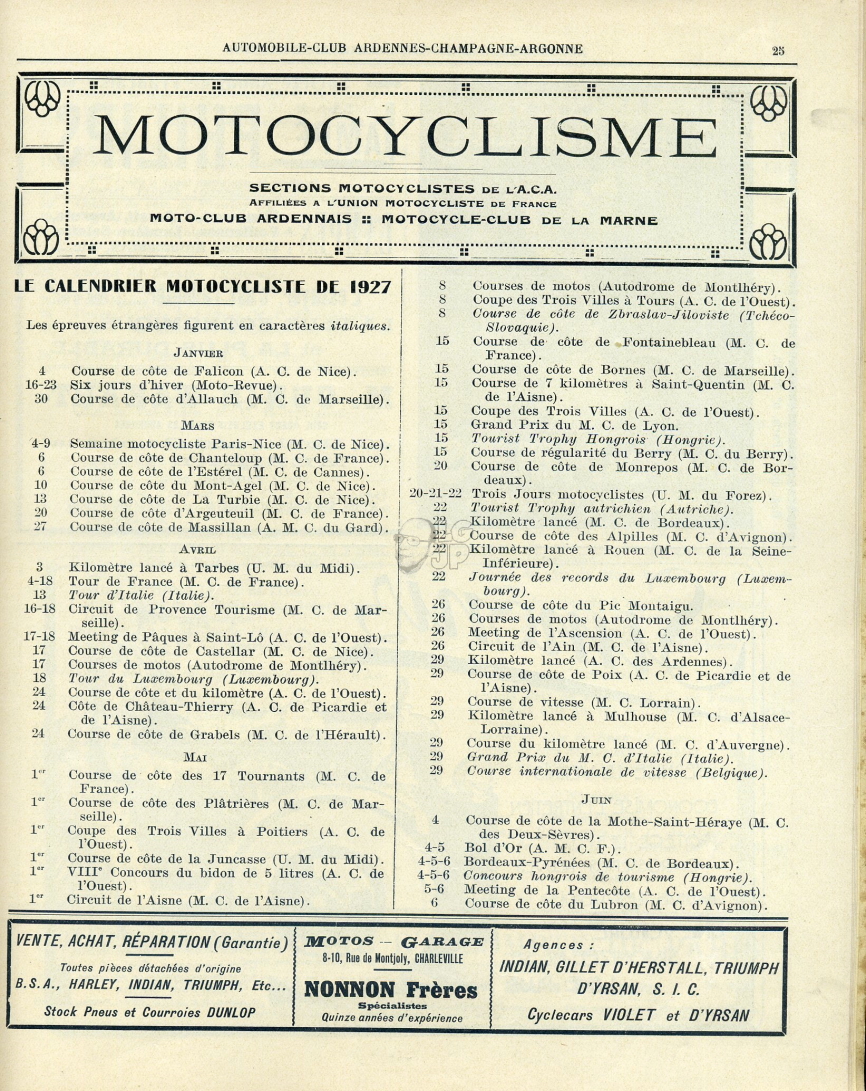 AUTOMOBILE-CLUB ARDENNES-CHAMPAGNE-ARGONNE 25
MOTOCYCLISME
SECTIONS MOTOCYCLISTES DE L'A.C.A.
AFFILIÉES A L'UNION MOTOCYCLISTE DE FRANCE
MOTO-CLUB ARDENNAIS :: MOTOCYCLE-CLUB DE LA MARNE
LE CALENDRIER MOTOCYCLISTE DE 1927
Les épreuves étrangères figurent en caractères italiques.
JANVIER
4 Course de côte de Falicon (A. C. de Nice).
16-23 Six jours d'hiver (Moto-Revue).
30 Course de côte d'Allauch (M. C. de Marseille).
MARS
4-9 Semaine motocycliste Paris-Nice (M. C. de Nice).
6 Course de côte de Chanteloup (M. C. de France).
6 Course de côte de l'Estérel (M. C. de Cannes).
10 Course de côte du Mont-Agel (M. C. de Nice).
13 Course de côte de La Turbie (M. C. de Nice).
20 Course de côte d'Argeuteuil (M. C. de France).
27 Course de côte de Massillan (A. M. C. du Gard).
AVRIL
3 Kilomètre lancé à Tarbes (U. M. du Midi).
4-18 Tour de France (M. C. de France).
13 Tour d'Italie (Italie).
16-18 Circuit de Provence Tourisme (M. C. de Mar-
seille).
17-18 Meeting de Pâques à Saint-Lô (A. C. de l'Ouest).
17 Course de côte de Castellar (M. C. de Nice).
17 Courses de motos (Autodrome de Montlhéry).
18 Tour du Luxembourg (Luxembourg).
24 Course de côte et du kilomètre (A. C. de l'Ouest).
24 Côte de Château-Thierry (A. C. de Picardie et
de l'Aisne).
24 Course de côte de Grabels (M. C. de l'Hérault).
MAI
1er Course de côte des 17 Tournants (M. C. de
France).
1er Course de côte des Plâtrières (M. C. de Mar-
seille).
1er Coupe des Trois Villes à Poitiers (A. C. de
l'Ouest).
1er Course de côte de la Juncasse (U. M. du Midi).
1er VIIIe Concours du bidon de 5 litres (A. C. de
l'Ouest).
1er Circuit de l'Aisne (M. C. de l'Aisne).
8 Courses de motos (Autodrome de Montlhéry).
8 Coupe des Trois Villes à Tours (A. C. de l'Ouest).
8 Course de côte de Zbraslav-Jiloviste (Tchéco-
Slovaquie).
15 Course de côte de Fontainebleau (M. C. de
France).
15 Course de côte de Bornes (M. C. de Marseille).
15 Course de 7 kilomètres à Saint-Quentin (M. C.
de l'Aisne).
15 Coupe des Trois Villes (A. C. de l'Ouest).
15 Grand Prix du M. C. de Lyon.
15 Tourist Trophy Hongrois (Hongrie).
15 Course de régularité du Berry (M. C. du Berry).
20 Course de côte de Monrepos (M. C. de Bor-
deaux).
20-21-22 Trois Jours motocyclistes (U. M. du Forez).
22 Tourist Trophy autrichien (Autriche).
22 Kilomètre lancé (M. C. de Bordeaux).
22 Course de côte des Alpilles (M. C. d'Avignon).
22 Kilomètre lancé à Rouen (M. C. de la Seine-
Inférieure).
22 Journée des records du Luxembourg (Luxem-
bourg).
26 Course de côte du Pic Montaigu.
26 Courses de motos (Autodrome de Montlhéry).
26 Meeting de l'Ascension (A. C. de l'Ouest).
26 Circuit de l'Ain (M. C. de l'Aisne).
29 Kilomètre lancé (A. C. des Ardennes).
29 Course de côte de Poix (A. C. de Picardie et de
l'Aisne).
29 Course de vitesse (M. C. Lorrain).
29 Kilomètre lancé à Mulhouse (M. C. d'Alsace-
Lorraine).
29 Course du kilomètre lancé (M. C. d'Auvergne).
29 Grand Prix du M. C. d'Italie (Italie).
29 Course internationale de vitesse (Belgique).
JUIN
4 Course de côte de la Mothe-Saint-Héraye (M. C.
des Deux-Sèvres).
4-5 Bol d'Or (A. M. C. F.).
4-5-6 Bordeaux-Pyrénées (M. C. de Bordeaux).
4-5-6 Concours hongrois de tourisme (Hongrie).
5-6 Meeting de la Pentecôte (A. C. de l'Ouest).
6 Course de côte du Lubron (M. C. d'Avignon).
LG
JP
VENTE, ACHAT, RÉPARATION (Garantie)
Toutes pièces détachées d'origine
B.S.A., HARLEY, INDIAN, TRIUMPH, Etc...
Stock Pneus et Courroies DUNLOP
MOTOS — GARAGE
8-10, Rue de Montjoly, CHARLEVILLE
NONNON Frères
Spécialistes
Quinze années d'expérience
Agences :
INDIAN, GILLET D'HERSTALL, TRIUMPH
D'YRSAN, S. I. C.
Cyclecars VIOLET et D'YRSAN